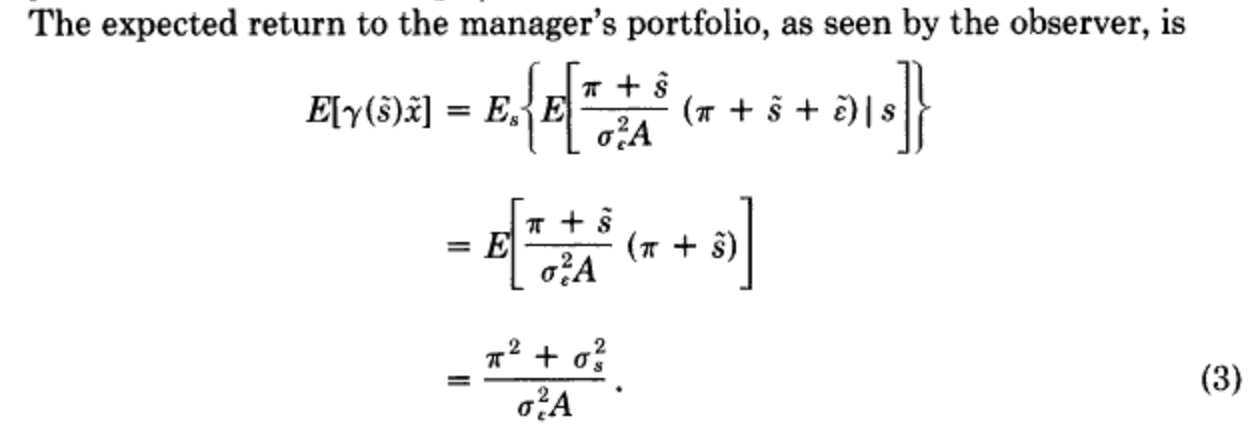 The expected return to the manager's portfolio, as seen by the observer, is
E[γ(s̃)x̃] = E_s{E[(π + s̃)/(σ_ε²A) (π + s̃ + ε̃) | s]}
= E[(π + s̃)/(σ_ε²A) (π + s̃)]
= (π² + σ_s²)/(σ_ε²A). (3)